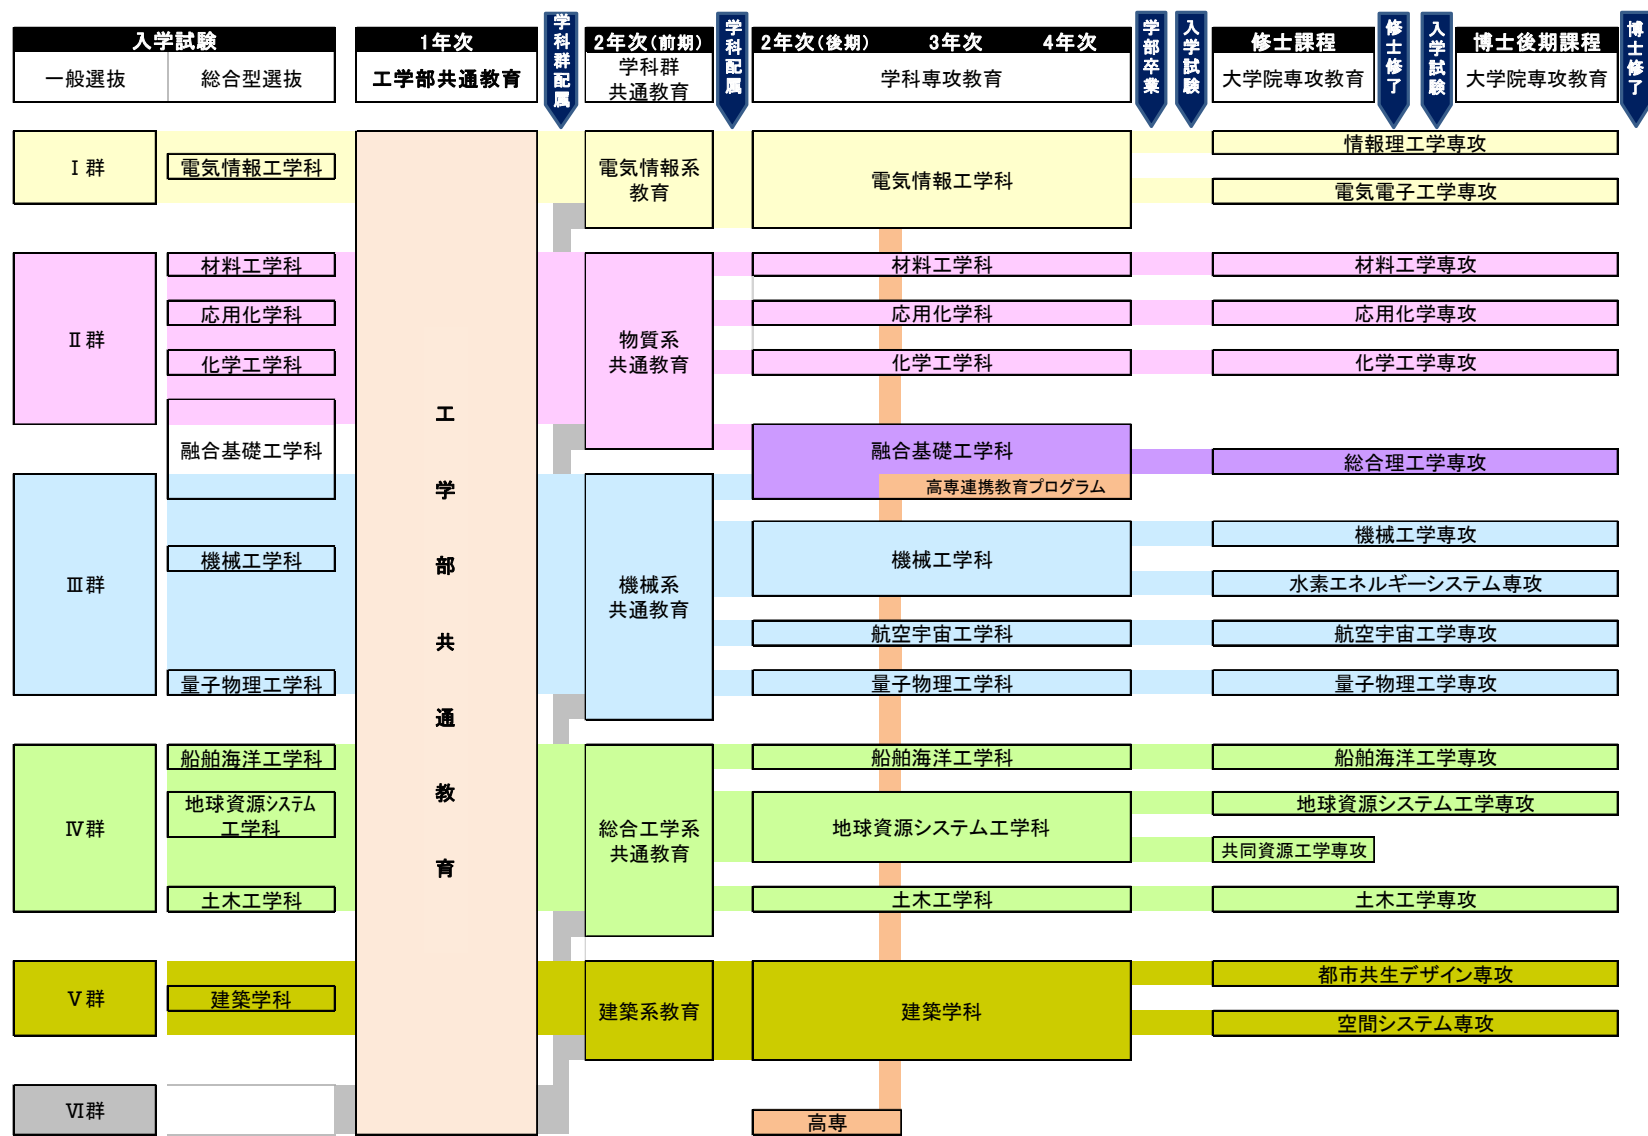 入学試験
一般選抜
総合型選抜
1年次
工学部共通教育
学科群配属
2年次(前期)
学科群
共通教育
学科配属
2年次(後期)
3年次
4年次
学科専攻教育
学部卒業
入学試験
修士課程
大学院専攻教育
修士修了
入学試験
博士後期課程
大学院専攻教育
博士修了
Ⅰ群
電気情報工学科
電気情報系
教育
電気情報工学科
情報理工学専攻
電気電子工学専攻
Ⅱ群
材料工学科
応用化学科
化学工学科
融合基礎工学科
物質系
共通教育
材料工学科
応用化学科
化学工学科
融合基礎工学科
高専連携教育プログラム
材料工学専攻
応用化学専攻
化学工学専攻
総合理工学専攻
工学部共通教育
Ⅲ群
機械工学科
量子物理工学科
機械系
共通教育
機械工学科
航空宇宙工学科
量子物理工学科
機械工学専攻
水素エネルギーシステム専攻
航空宇宙工学専攻
量子物理工学専攻
Ⅳ群
船舶海洋工学科
地球資源システム
工学科
土木工学科
総合工学系
共通教育
船舶海洋工学科
地球資源システム工学科
土木工学科
船舶海洋工学専攻
地球資源システム工学専攻
共同資源工学専攻
土木工学専攻
Ⅴ群
建築学科
建築系教育
建築学科
都市共生デザイン専攻
空間システム専攻
Ⅵ群
高専